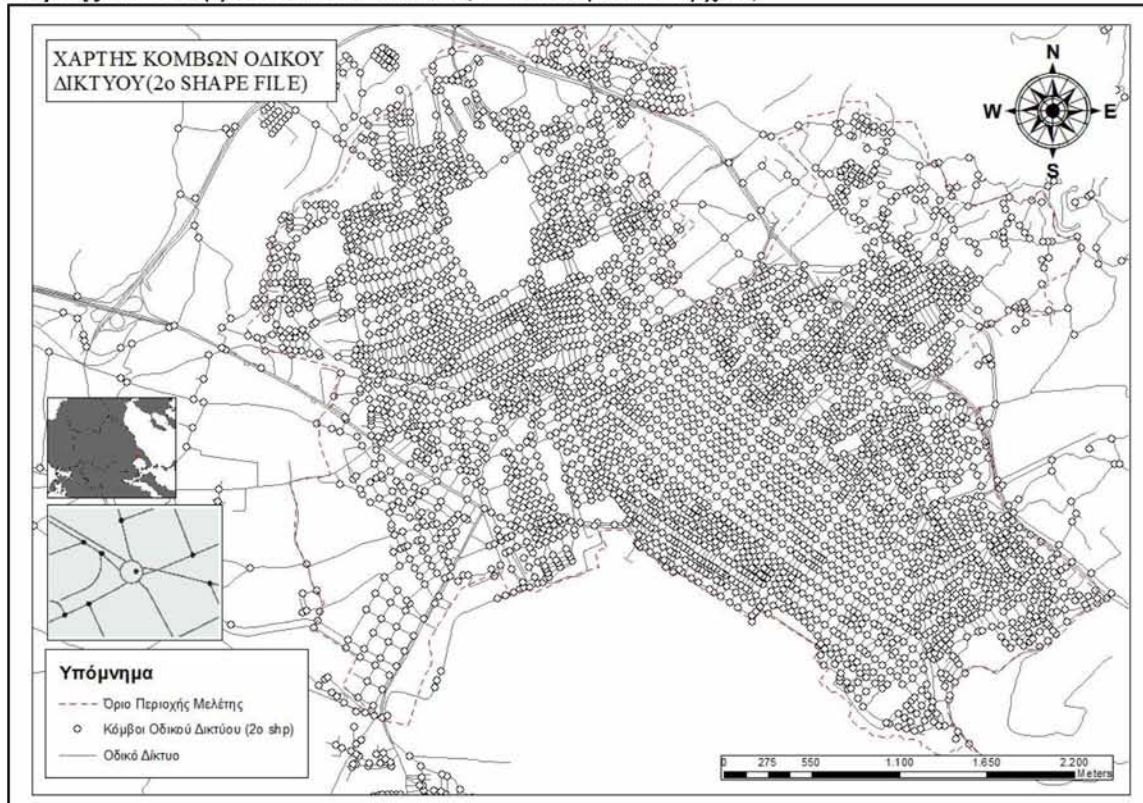 ΧΑΡΤΗΣ ΚΟΜΒΩΝ ΟΔΙΚΟΥ
ΔΙΚΤΥΟΥ(2ο SHAPE FILE)
N
W E
S
Υπόμνημα
Όριο Περιοχής Μελέτης
Κόμβοι Οδικού Δικτύου (2ο shp)
Οδικό Δίκτυο
0 275 550 1.100 1.650 2.200
Meters